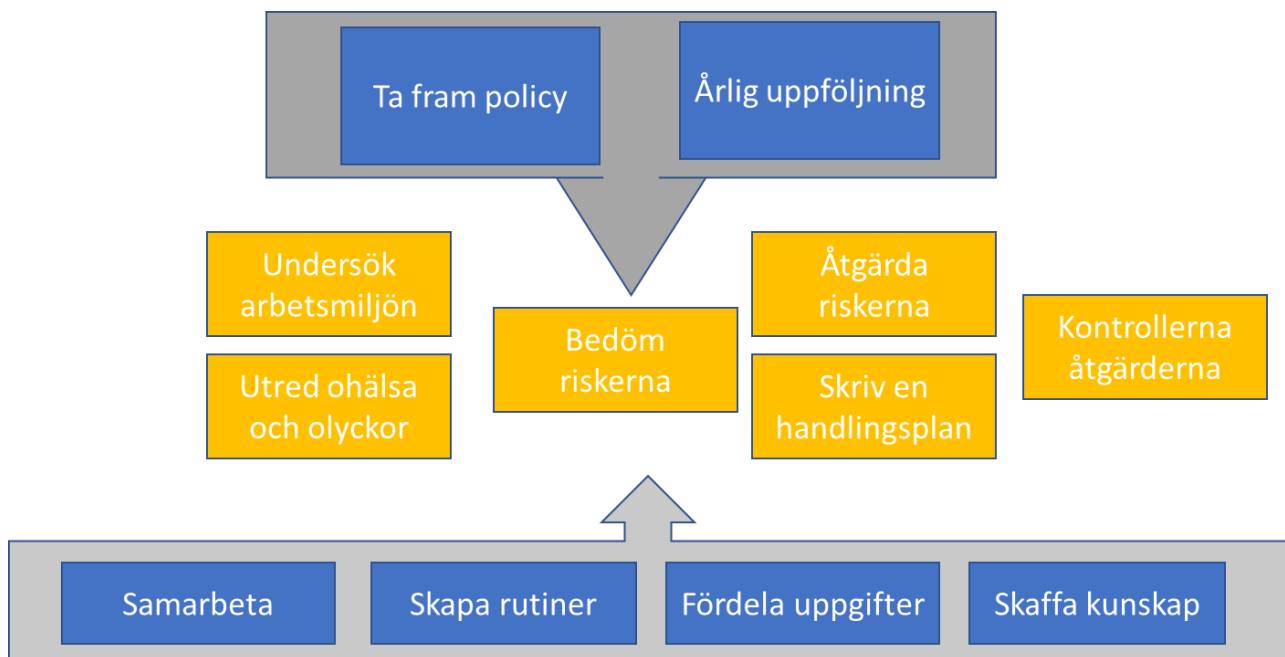 Ta fram policy
Årlig uppföljning
Undersök
arbetsmiljön
Utred ohälsa
och olyckor
Bedöm
riskerna
Åtgärda
riskerna
Skriv en
handlingsplan
Kontrollerna
åtgärderna
Samarbeta
Skapa rutiner
Fördela uppgifter
Skaffa kunskap